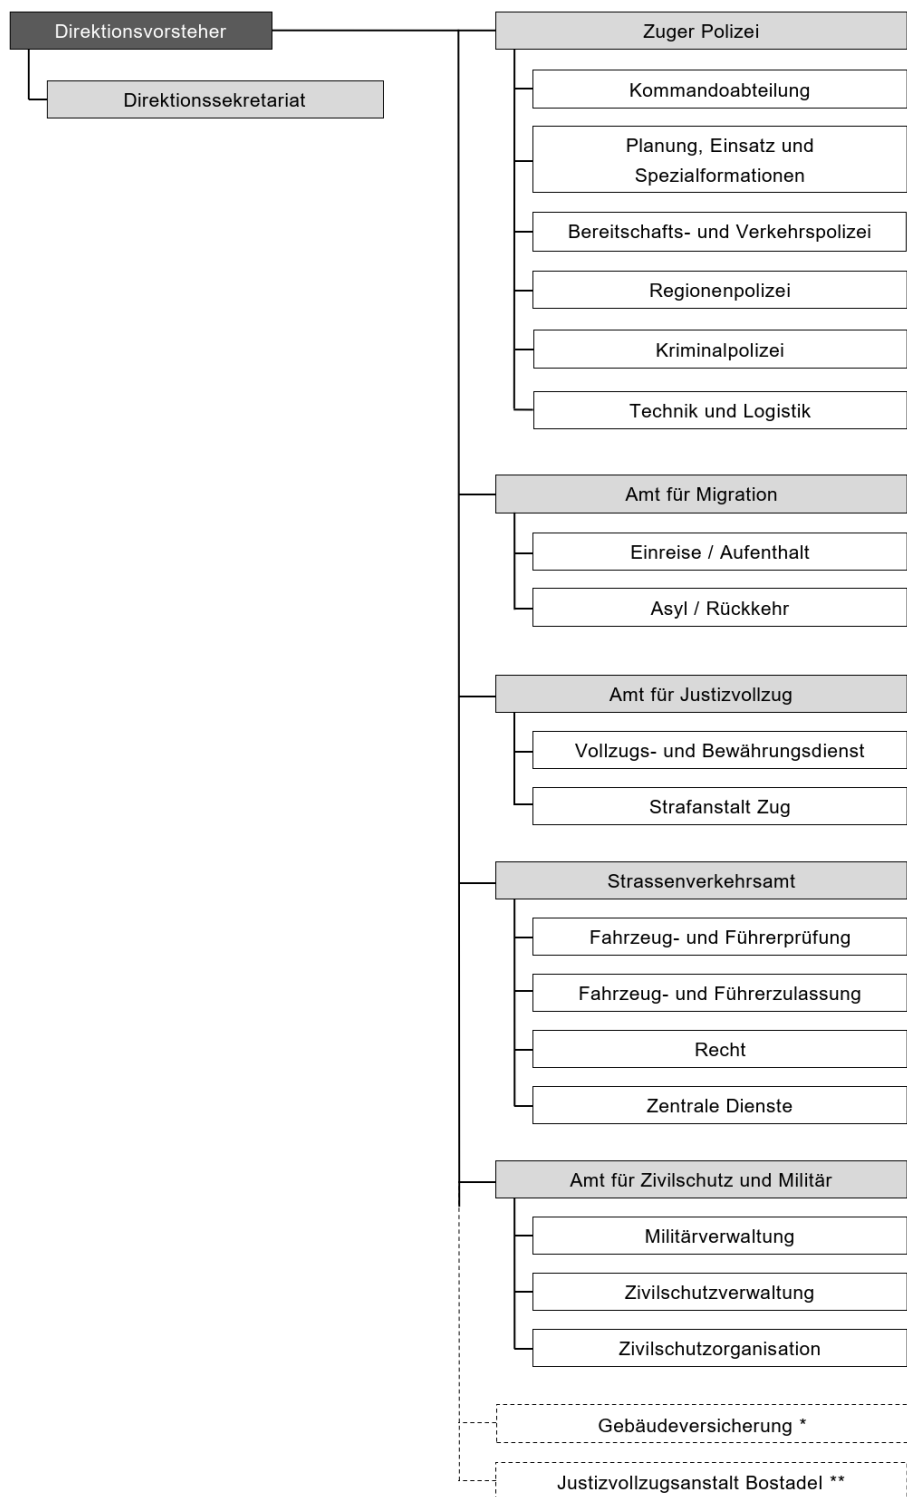 Direktionsvorsteher
Direktionssekretariat
Zuger Polizei
Kommandoabteilung
Planung, Einsatz und
Spezialformationen
Bereitschafts- und Verkehrspolizei
Regionenpolizei
Kriminalpolizei
Technik und Logistik
Amt für Migration
Einreise / Aufenthalt
Asyl / Rückkehr
Amt für Justizvollzug
Vollzugs- und Bewährungsdienst
Strafanstalt Zug
Strassenverkehrsamt
Fahrzeug- und Führerprüfung
Fahrzeug- und Führerzulassung
Recht
Zentrale Dienste
Amt für Zivilschutz und Militär
Militärverwaltung
Zivilschutzverwaltung
Zivilschutzorganisation
Gebäudeversicherung *
Justizvollzugsanstalt Bostadel **